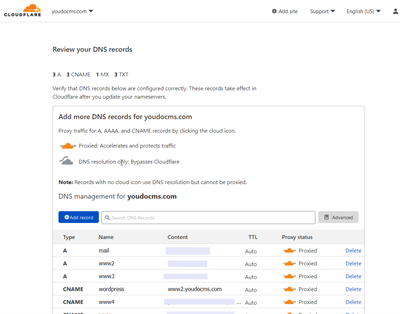 CLOUDFLARE
youdocms.com
Add site
Support
English (US)
Review your DNS records
3 A 3 CNAME 1 MX 3 TXT
Verify that DNS records below are configured correctly. These records take effect in
Cloudflare after you update your nameservers.
Add more DNS records for youdocms.com
Proxy traffic for A, AAAA, and CNAME records by clicking the cloud icon.
Proxied: Accelerates and protects traffic
DNS resolution only: Bypasses Cloudflare
Note: Records with no cloud icon use DNS resolution but cannot be proxied.
DNS management for youdocms.com
Add record
Search DNS Records
Advanced
Type Name Content TTL Proxy status
A mail Auto Proxied Delete
A www2 Auto Proxied Delete
A www3 Auto Proxied Delete
CNAME wordpress www2.youdocms.com Auto Proxied Delete
CNAME www4 ... Auto Proxied Delete